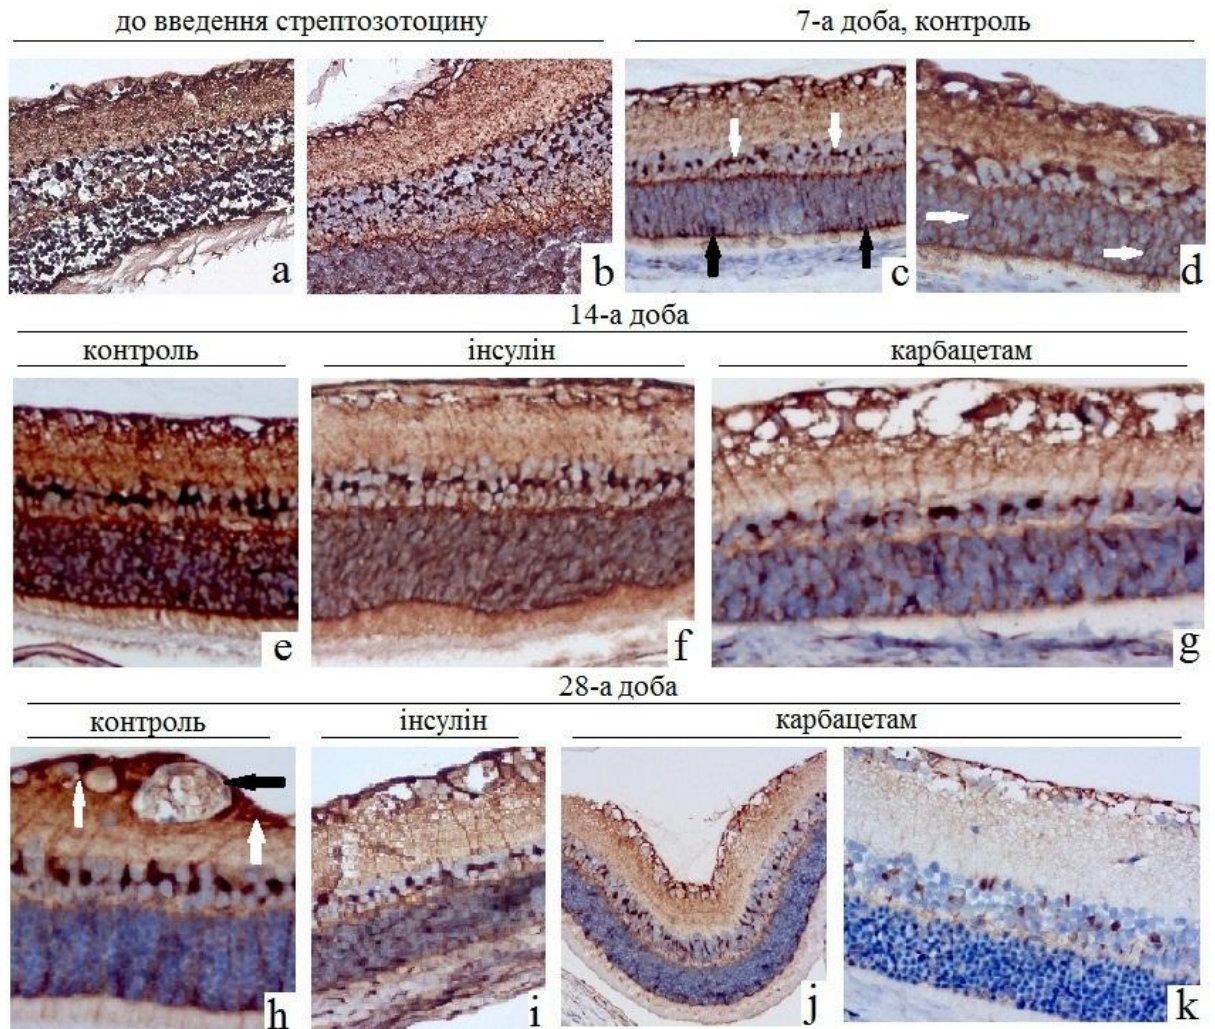 до введення стрептозотоцину
7-а доба, контроль
a
b
c
d
14-а доба
контроль
інсулін
карбацетам
e
f
g
28-а доба
контроль
інсулін
карбацетам
h
i
j
k